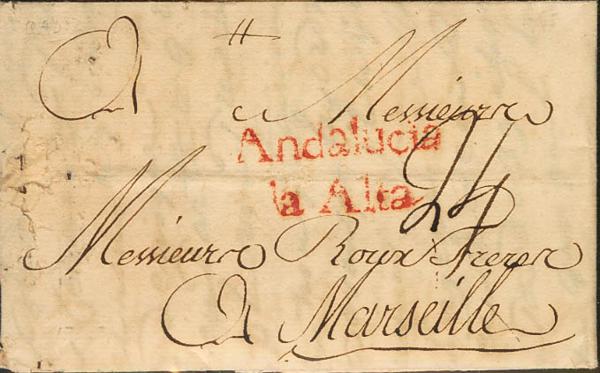 A Messieurs
Andalucia
la Alta
24
Messieurs Roux Freres
A Marseille